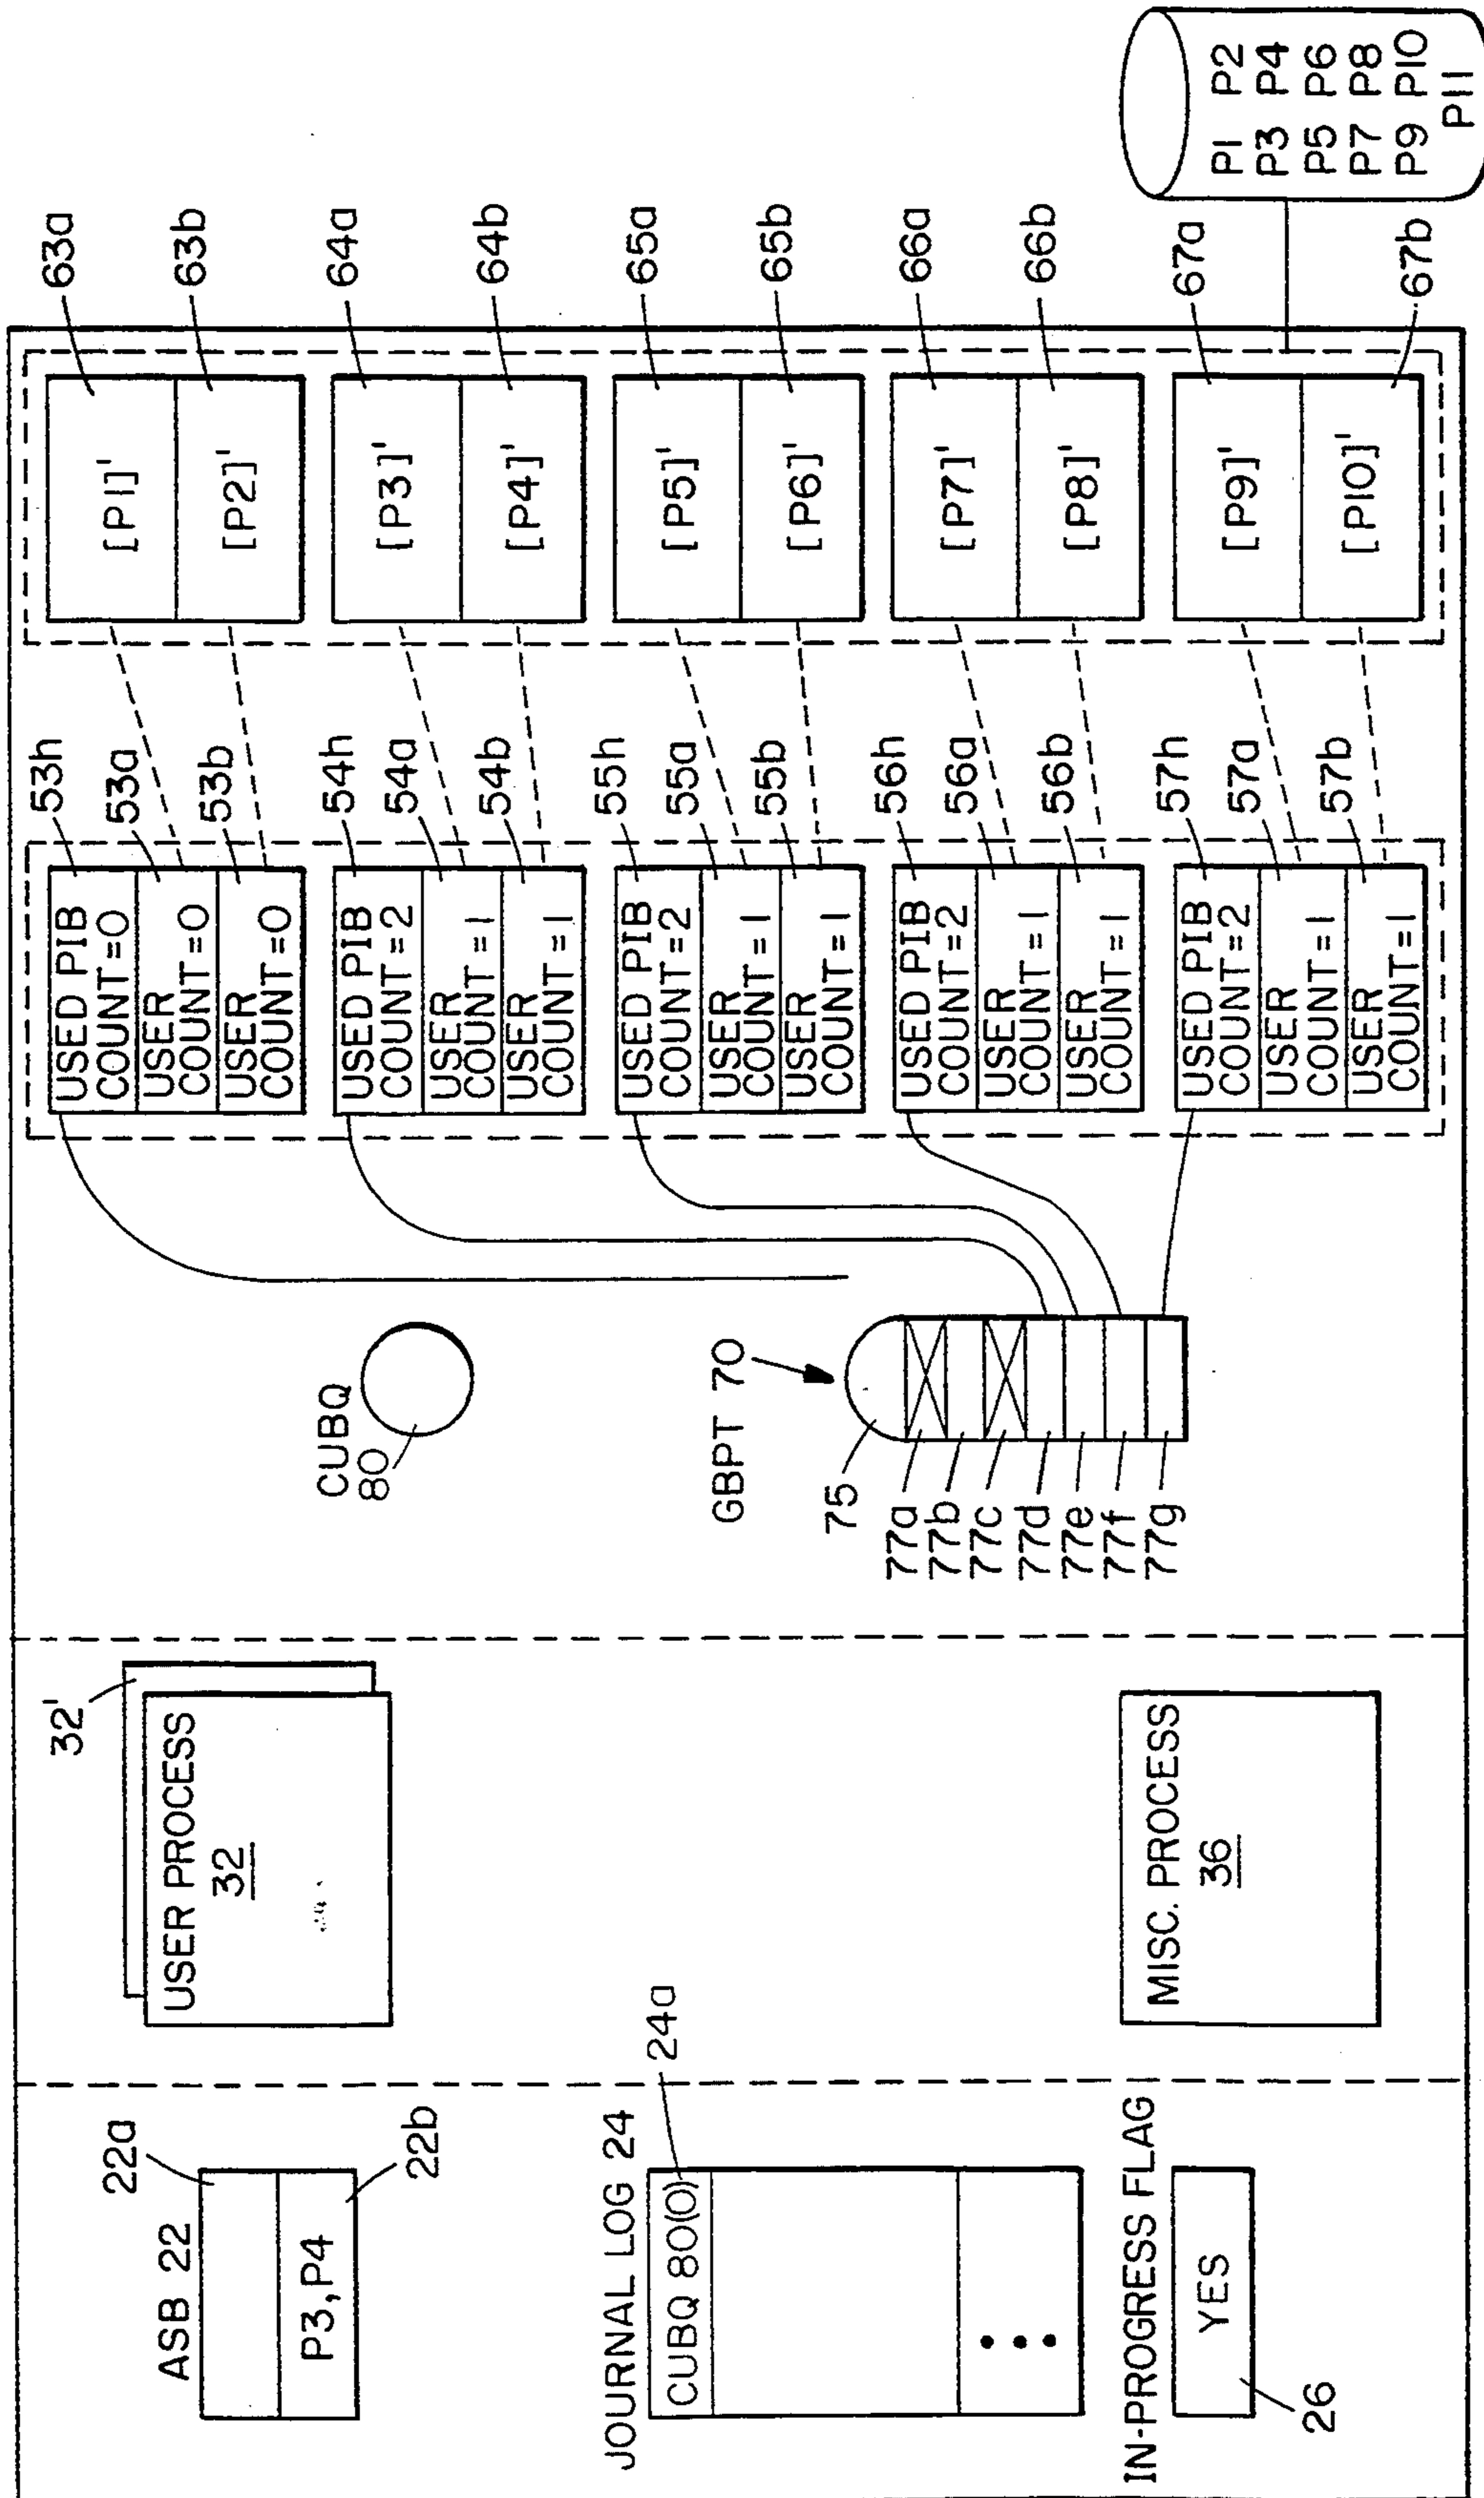 ASB 22
22a
P3,P4
22b
JOURNAL LOG 24
24a
CUBQ 80(0)
IN-PROGRESS FLAG
YES
26
32'
USER PROCESS
32
MISC. PROCESS
36
CUBQ
80
GBPT 70
75
77a
77b
77c
77d
77e
77f
77g
53h
USED PIB
COUNT=0
53a
USER
COUNT=0
53b
USER
COUNT=0
54h
USED PIB
COUNT=2
54a
USER
COUNT=1
54b
USER
COUNT=1
55h
USED PIB
COUNT=2
55a
USER
COUNT=1
55b
USER
COUNT=1
56h
USED PIB
COUNT=2
56a
USER
COUNT=1
56b
USER
COUNT=1
57h
USED PIB
COUNT=2
57a
USER
COUNT=1
57b
USER
COUNT=1
63a
[P1]'
63b
[P2]'
64a
[P3]'
64b
[P4]'
65a
[P5]'
65b
[P6]'
66a
[P7]'
66b
[P8]'
67a
[P9]'
67b
[P10]'
P1 P2
P3 P4
P5 P6
P7 P8
P9 P10
P11